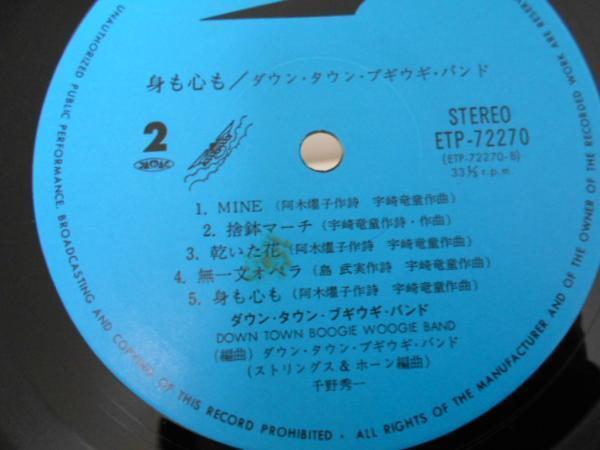 身も心も／ダウン・タウン・ブギウギ・バンド
2
STEREO
ETP-72270
(ETP-72270-B)
33⅓ r.p.m.
1. MINE (阿木燿子作詩 宇崎竜童作曲)
2. 捨鉢マーチ (宇崎竜童作詩・作曲)
3. 乾いた花 (阿木燿子作詩 宇崎竜童作曲)
4. 無一文オペラ (島 武実作詩 宇崎竜童作曲)
5. 身も心も (阿木燿子作詩 宇崎竜童作曲)
ダウン・タウン・ブギウギ・バンド
DOWN TOWN BOOGIE WOOGIE BAND
(編曲) ダウン・タウン・ブギウギ・バンド
(ストリングス & ホーン編曲)
千野秀一
UNAUTHORIZED PUBLIC PERFORMANCE, BROADCASTING AND COPYING OF THIS RECORD PROHIBITED • ALL RIGHTS OF THE MANUFACTURER AND OF THE OWNER OF THE RECORDED WORK ARE RESER